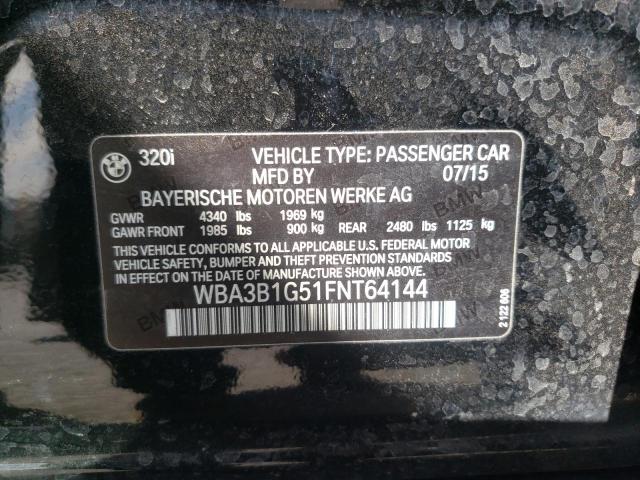 BMW 320i VEHICLE TYPE: PASSENGER CAR
MFD BY 07/15
BAYERISCHE MOTOREN WERKE AG
GVWR 4340 lbs 1969 kg
GAWR FRONT 1985 lbs 900 kg REAR 2480 lbs 1125 kg
THIS VEHICLE CONFORMS TO ALL APPLICABLE U.S. FEDERAL MOTOR
VEHICLE SAFETY, BUMPER, AND THEFT PREVENTION STANDARDS
IN EFFECT ON THE DATE OF MANUFACTURE SHOWN ABOVE.
WBA3B1G51FNT64144
2 122 606